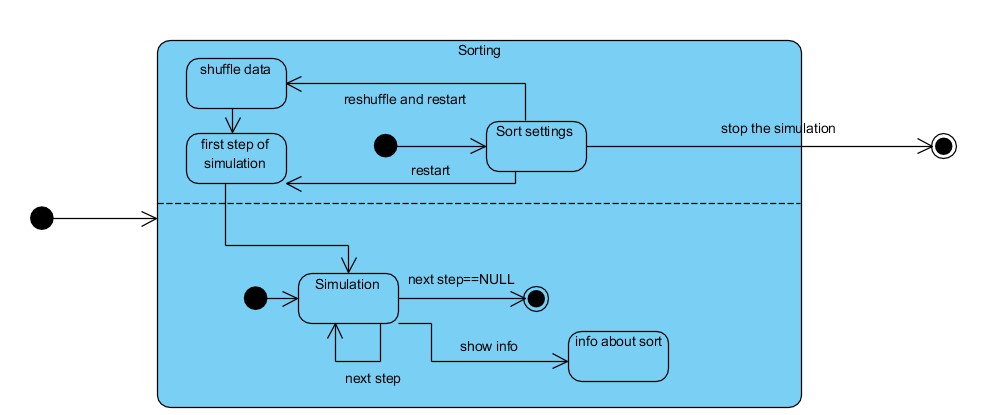 Sorting
shuffle data
reshuffle and restart
Sort settings
stop the simulation
first step of
simulation
restart
Simulation
next step==NULL
show info
info about sort
next step